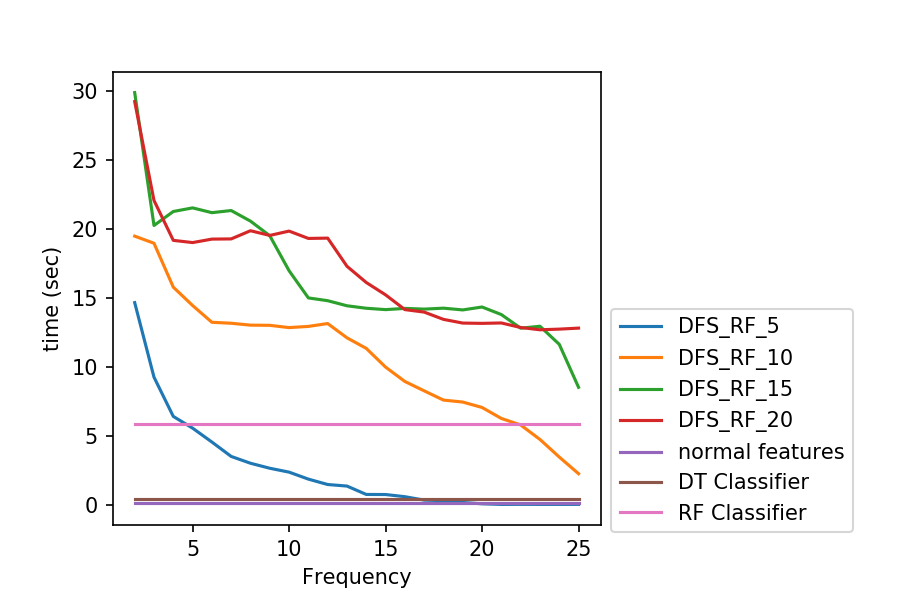 30
25
20
15
10
5
0
time (sec)
5 10 15 20 25
Frequency
DFS_RF_5
DFS_RF_10
DFS_RF_15
DFS_RF_20
normal features
DT Classifier
RF Classifier